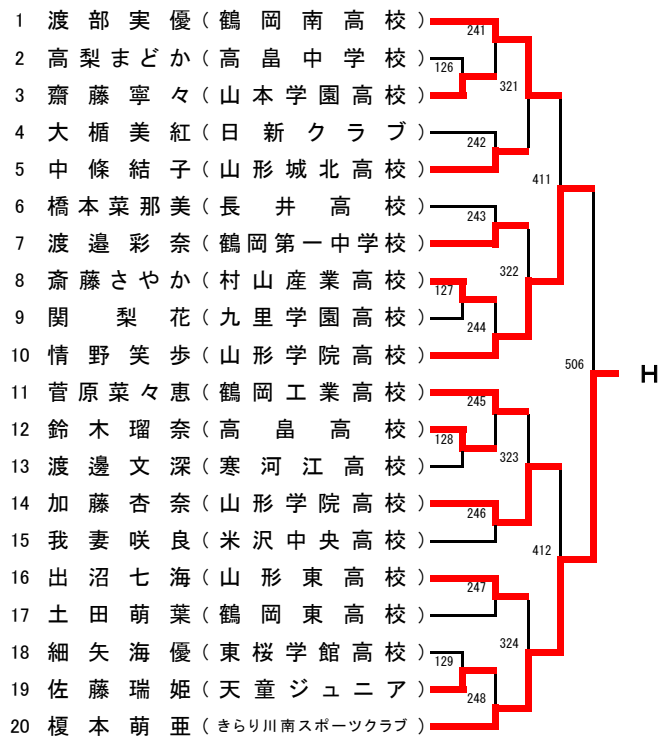 1 渡部実優(鶴岡南高校)
241
2 高梨まどか(高畠中学校)
126
321
3 齋藤寧々(山本学園高校)
4 大楯美紅(日新クラブ)
242
5 中條結子(山形城北高校)
411
6 橋本菜那美(長井高校)
243
7 渡邉彩奈(鶴岡第一中学校)
322
8 斎藤さやか(村山産業高校)
127
9 関梨花(九里学園高校)
244
10 情野笑歩(山形学院高校)
506
H
11 菅原菜々恵(鶴岡工業高校)
245
12 鈴木瑠奈(高畠高校)
128
323
13 渡邊文深(寒河江高校)
14 加藤杏奈(山形学院高校)
246
15 我妻咲良(米沢中央高校)
412
16 出沼七海(山形東高校)
247
17 土田萌葉(鶴岡東高校)
324
18 細矢海優(東桜学館高校)
129
19 佐藤瑞姫(天童ジュニア)
248
20 榎本萌亜(きらり川南スポーツクラブ)